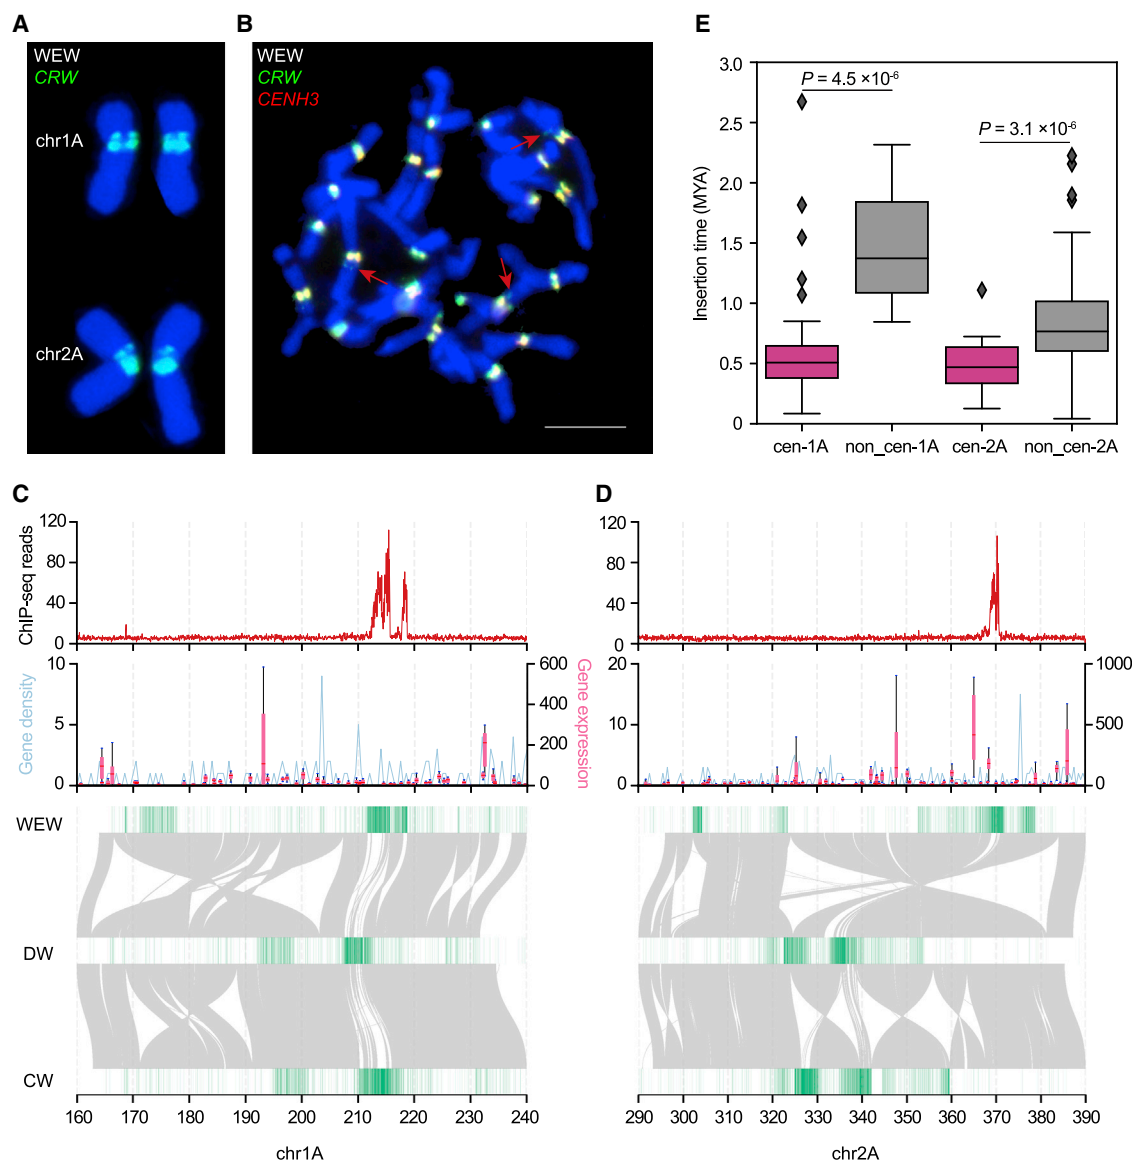 A
WEW
CRW
chr1A
chr2A
B
WEW
CRW
CENH3
E
Insertion time (MYA)
3.0
2.5
2.0
1.5
1.0
0.5
0
P = 4.5 ×10-6
P = 3.1 ×10-6
cen-1A
non_cen-1A
cen-2A
non_cen-2A
C
ChIP-seq reads
120
80
40
0
Gene density
10
5
0
600
400
200
0
Gene expression
WEW
DW
CW
160 170 180 190 200 210 220 230 240
chr1A
D
120
80
40
0
20
10
0
1000
500
0
290 300 310 320 330 340 350 360 370 380 390
chr2A